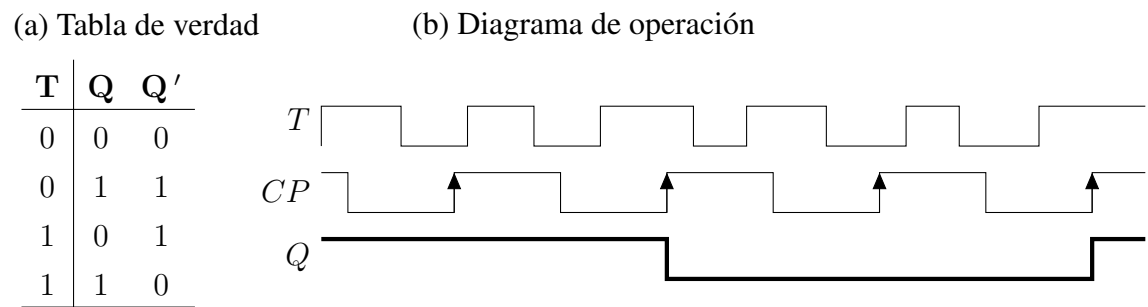 (a) Tabla de verdad
(b) Diagrama de operación
T Q Q′
0 0 0
0 1 1
1 0 1
1 1 0
T
CP
Q